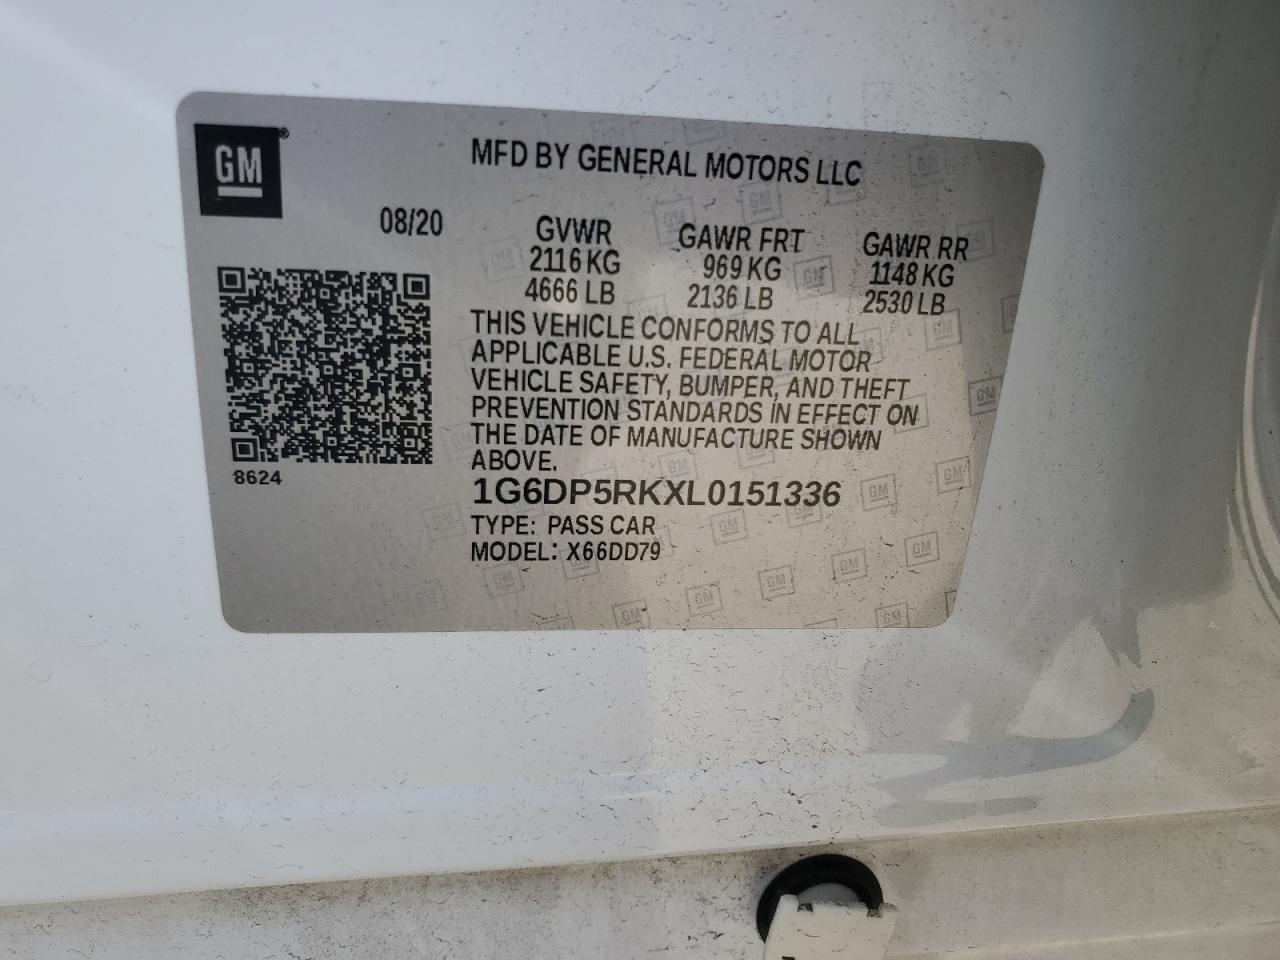 GM®
MFD BY GENERAL MOTORS LLC
08/20
GVWR
2116 KG
4666 LB
GAWR FRT
969 KG
2136 LB
GAWR RR
1148 KG
2530 LB
THIS VEHICLE CONFORMS TO ALL
APPLICABLE U.S. FEDERAL MOTOR
VEHICLE SAFETY, BUMPER, AND THEFT
PREVENTION STANDARDS IN EFFECT ON
THE DATE OF MANUFACTURE SHOWN
ABOVE.
8624
1G6DP5RKXL0151336
TYPE: PASS CAR
MODEL: X66DD79